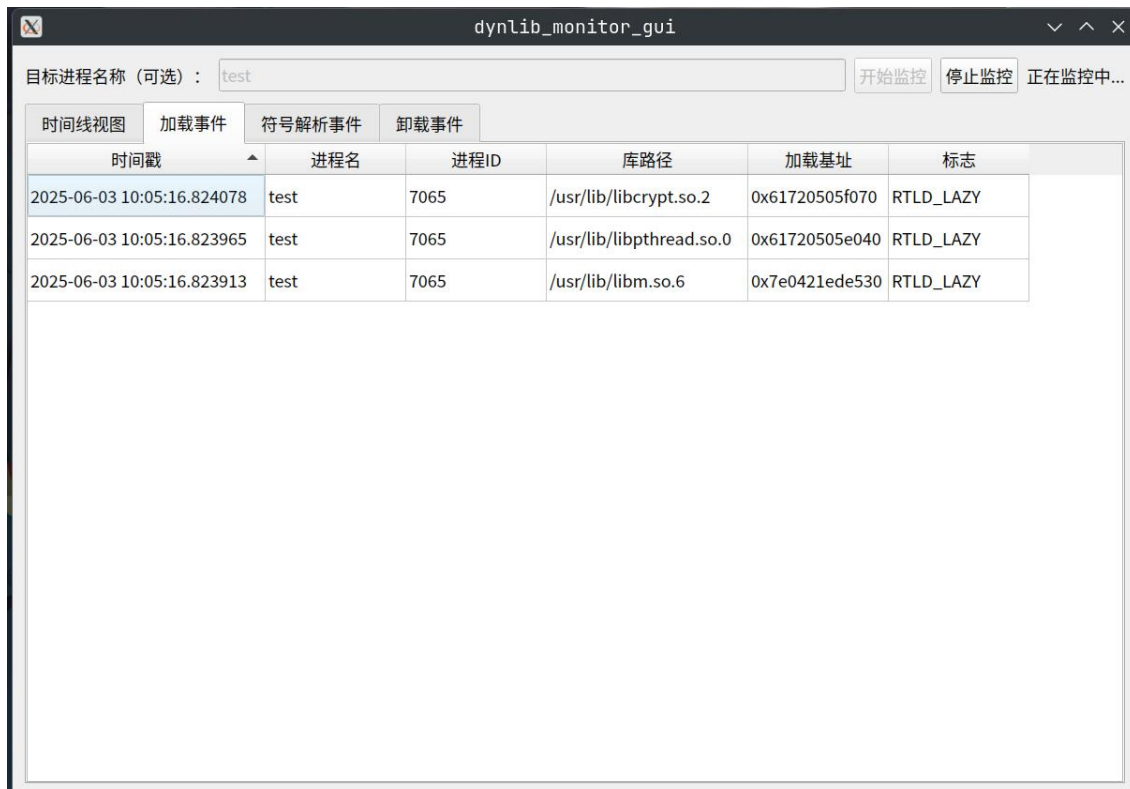 dynlib_monitor_gui
目标进程名称（可选）： test 开始监控 停止监控 正在监控中...
时间线视图 加载事件 符号解析事件 卸载事件
时间戳 进程名 进程ID 库路径 加载基址 标志
2025-06-03 10:05:16.824078 test 7065 /usr/lib/libcrypt.so.2 0x61720505f070 RTLD_LAZY
2025-06-03 10:05:16.823965 test 7065 /usr/lib/libpthread.so.0 0x61720505e040 RTLD_LAZY
2025-06-03 10:05:16.823913 test 7065 /usr/lib/libm.so.6 0x7e0421ede530 RTLD_LAZY